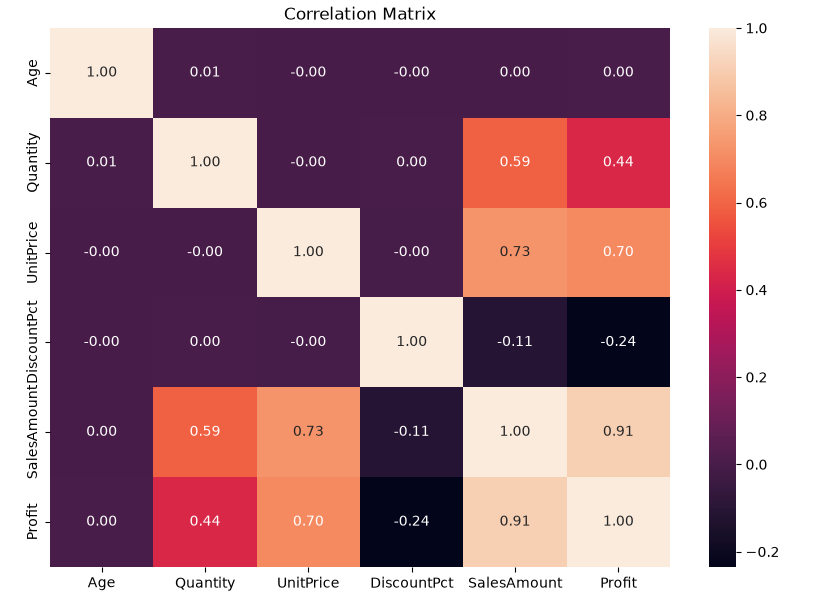 Correlation Matrix
Age 1.00 0.01 -0.00 -0.00 0.00 0.00
Quantity 0.01 1.00 -0.00 0.00 0.59 0.44
UnitPrice -0.00 -0.00 1.00 -0.00 0.73 0.70
DiscountPct -0.00 0.00 -0.00 1.00 -0.11 -0.24
SalesAmount 0.00 0.59 0.73 -0.11 1.00 0.91
Profit 0.00 0.44 0.70 -0.24 0.91 1.00
Age Quantity UnitPrice DiscountPct SalesAmount Profit
1.0
0.8
0.6
0.4
0.2
0.0
−0.2